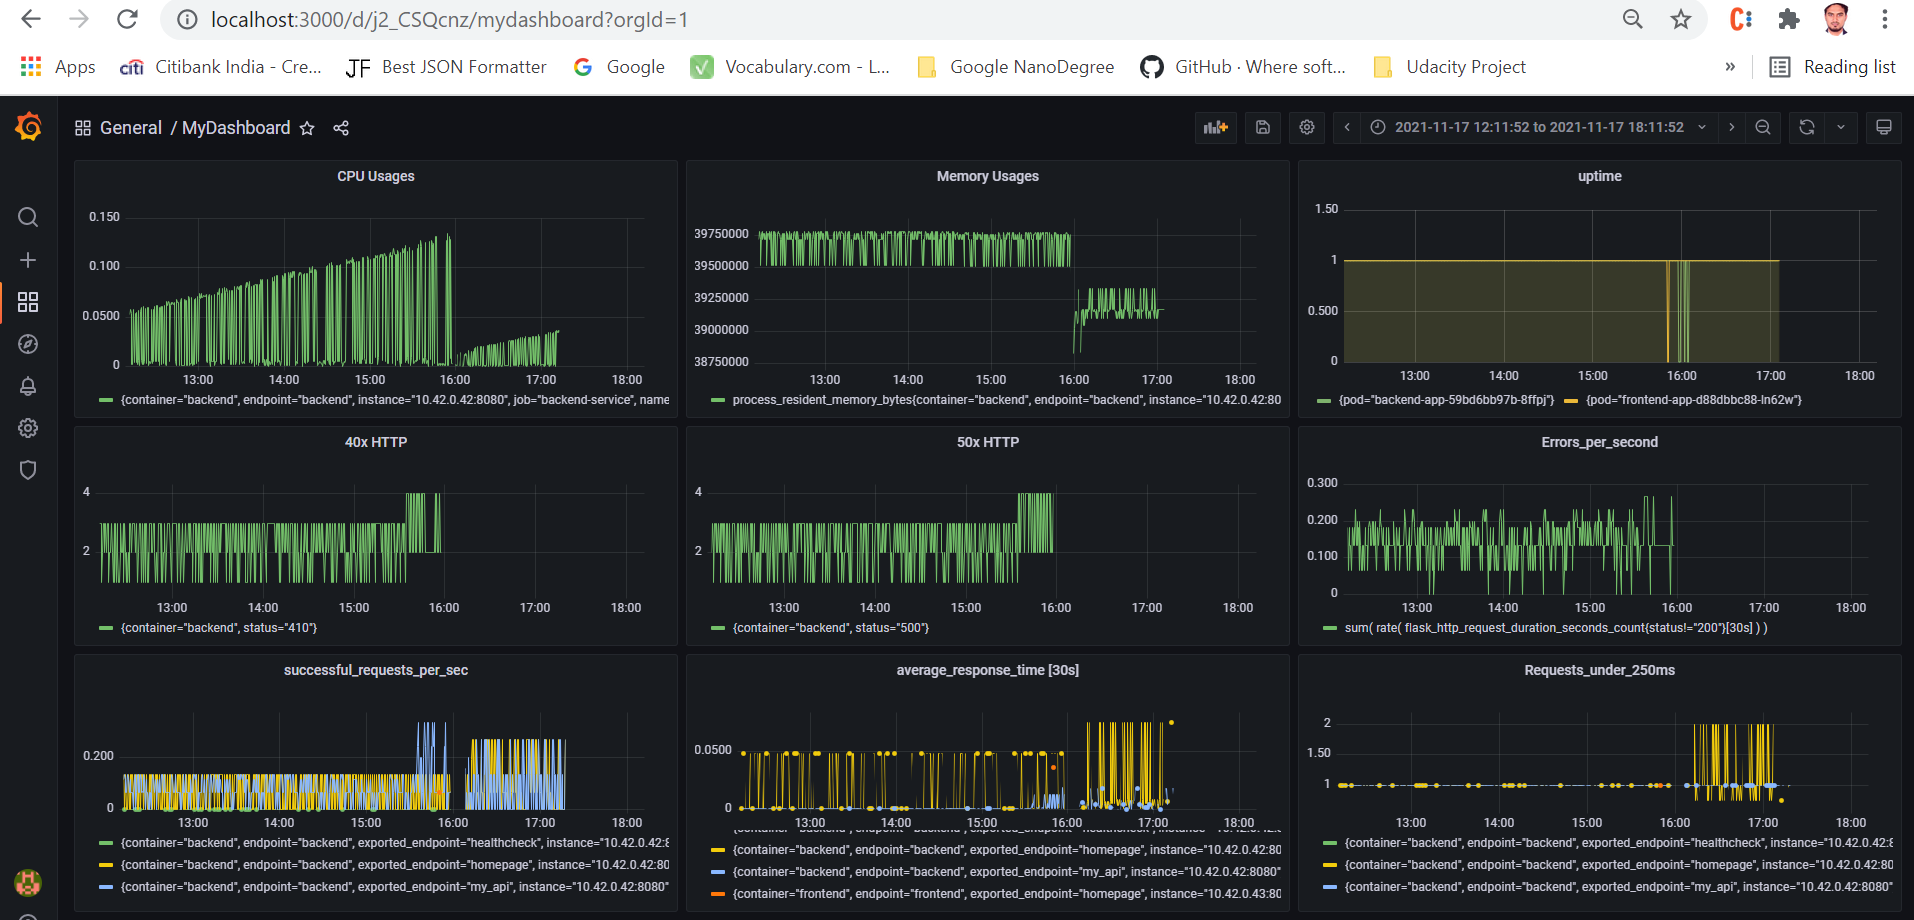 localhost:3000/d/j2_CSQcnz/mydashboard?orgId=1
Apps citi Citibank India - Cre... JF Best JSON Formatter Google Vocabulary.com - L... Google NanoDegree GitHub · Where soft... Udacity Project » Reading list
General / MyDashboard 2021-11-17 12:11:52 to 2021-11-17 18:11:52
CPU Usages
0.150
0.100
0.0500
0
13:00 14:00 15:00 16:00 17:00 18:00
{container="backend", endpoint="backend", instance="10.42.0.42:8080", job="backend-service", name
Memory Usages
39750000
39500000
39250000
39000000
38750000
13:00 14:00 15:00 16:00 17:00 18:00
process_resident_memory_bytes{container="backend", endpoint="backend", instance="10.42.0.42:80
uptime
1.50
1
0.500
0
13:00 14:00 15:00 16:00 17:00 18:00
{pod="backend-app-59bd6bb97b-8ffpj"} {pod="frontend-app-d88dbbc88-ln62w"}
40x HTTP
4
2
13:00 14:00 15:00 16:00 17:00 18:00
{container="backend", status="410"}
50x HTTP
4
2
13:00 14:00 15:00 16:00 17:00 18:00
{container="backend", status="500"}
Errors_per_second
0.300
0.200
0.100
0
13:00 14:00 15:00 16:00 17:00 18:00
sum( rate( flask_http_request_duration_seconds_count{status!="200"}[30s] ) )
successful_requests_per_sec
0.200
0
13:00 14:00 15:00 16:00 17:00 18:00
{container="backend", endpoint="backend", exported_endpoint="healthcheck", instance="10.42.0.42:8
{container="backend", endpoint="backend", exported_endpoint="homepage", instance="10.42.0.42:80
{container="backend", endpoint="backend", exported_endpoint="my_api", instance="10.42.0.42:8080"
average_response_time [30s]
0.0500
0
13:00 14:00 15:00 16:00 17:00 18:00
{container="backend", endpoint="backend", exported_endpoint="healthcheck", instance="10.42.0.42:8
{container="backend", endpoint="backend", exported_endpoint="homepage", instance="10.42.0.42:80
{container="backend", endpoint="backend", exported_endpoint="my_api", instance="10.42.0.42:8080"
{container="frontend", endpoint="frontend", exported_endpoint="homepage", instance="10.42.0.43:80
Requests_under_250ms
2
1.50
1
13:00 14:00 15:00 16:00 17:00 18:00
{container="backend", endpoint="backend", exported_endpoint="healthcheck", instance="10.42.0.42:8
{container="backend", endpoint="backend", exported_endpoint="homepage", instance="10.42.0.42:80
{container="backend", endpoint="backend", exported_endpoint="my_api", instance="10.42.0.42:8080"